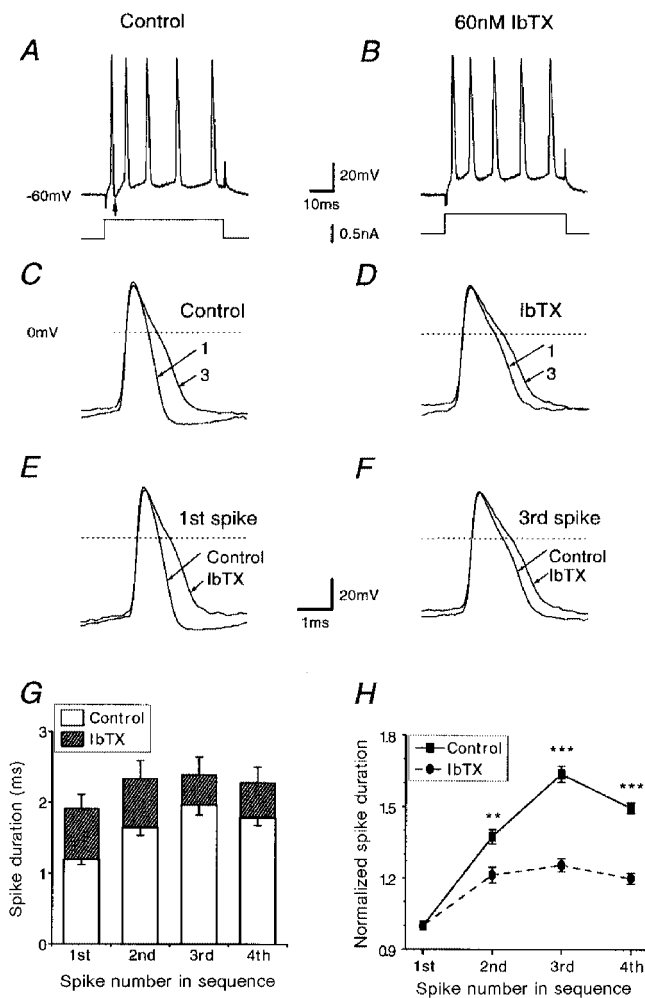 Control
60nM IbTX
A
B
-60mV
20mV
10ms
0.5nA
C
Control
D
IbTX
0mV
1
3
1
3
E
1st spike
F
3rd spike
Control
IbTX
Control
IbTX
20mV
1ms
G
Control
IbTX
Spike duration (ms)
3
2
1
0
1st
2nd
3rd
4th
Spike number in sequence
H
Control
IbTX
Normalized spike duration
1.8
1.5
1.2
0.9
**
***
***
1st
2nd
3rd
4th
Spike number in sequence